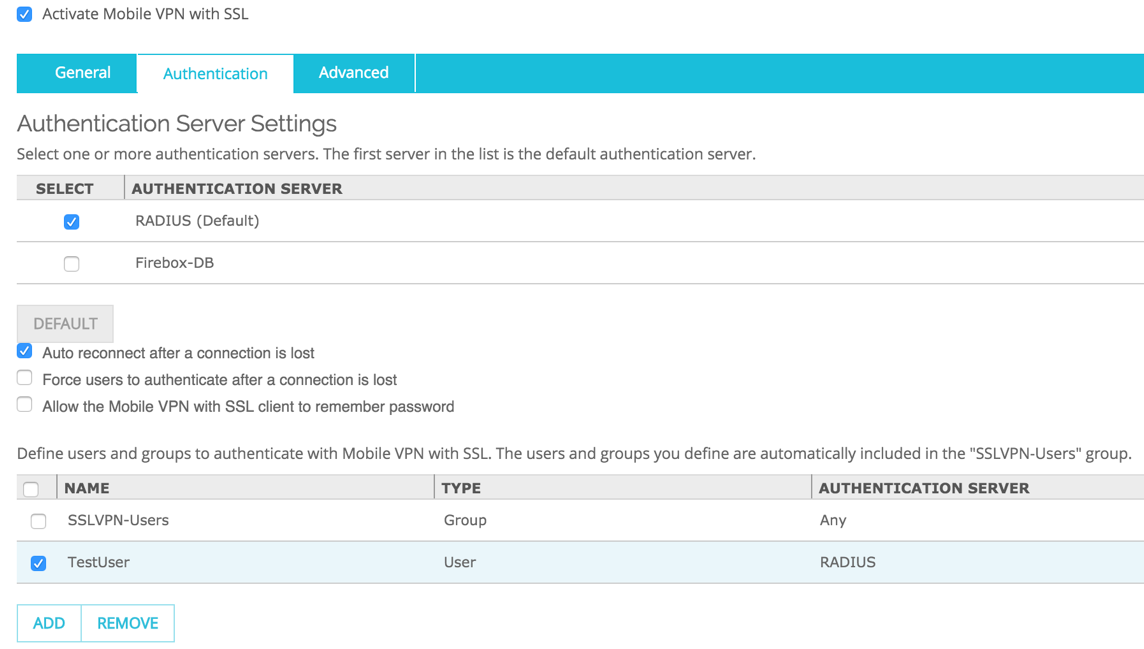 Activate Mobile VPN with SSL
General Authentication Advanced
Authentication Server Settings
Select one or more authentication servers. The first server in the list is the default authentication server.
SELECT AUTHENTICATION SERVER
RADIUS (Default)
Firebox-DB
DEFAULT
Auto reconnect after a connection is lost
Force users to authenticate after a connection is lost
Allow the Mobile VPN with SSL client to remember password
Define users and groups to authenticate with Mobile VPN with SSL. The users and groups you define are automatically included in the "SSLVPN-Users" group.
NAME TYPE AUTHENTICATION SERVER
SSLVPN-Users Group Any
TestUser User RADIUS
ADD REMOVE